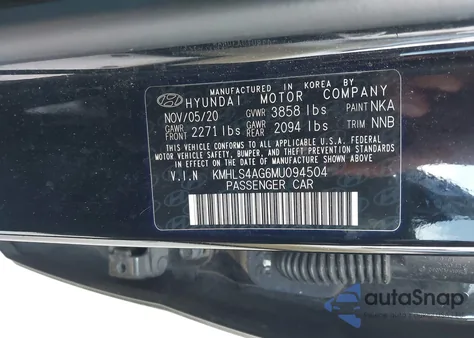 MANUFACTURED IN KOREA BY
HYUNDAI MOTOR COMPANY
NOV/05/20 GVWR 3858 lbs PAINT NKA
GAWR FRONT 2271 lbs GAWR REAR 2094 lbs TRIM NNB
THIS VEHICLE CONFORMS TO ALL APPLICABLE U.S.A. FEDERAL
MOTOR VEHICLE SAFETY, BUMPER, AND THEFT PREVENTION STANDARDS
IN EFFECT ON THE DATE OF MANUFACTURE SHOWN ABOVE.
V.I.N KMHLS4AG6MU094504
PASSENGER CAR
autoSnap